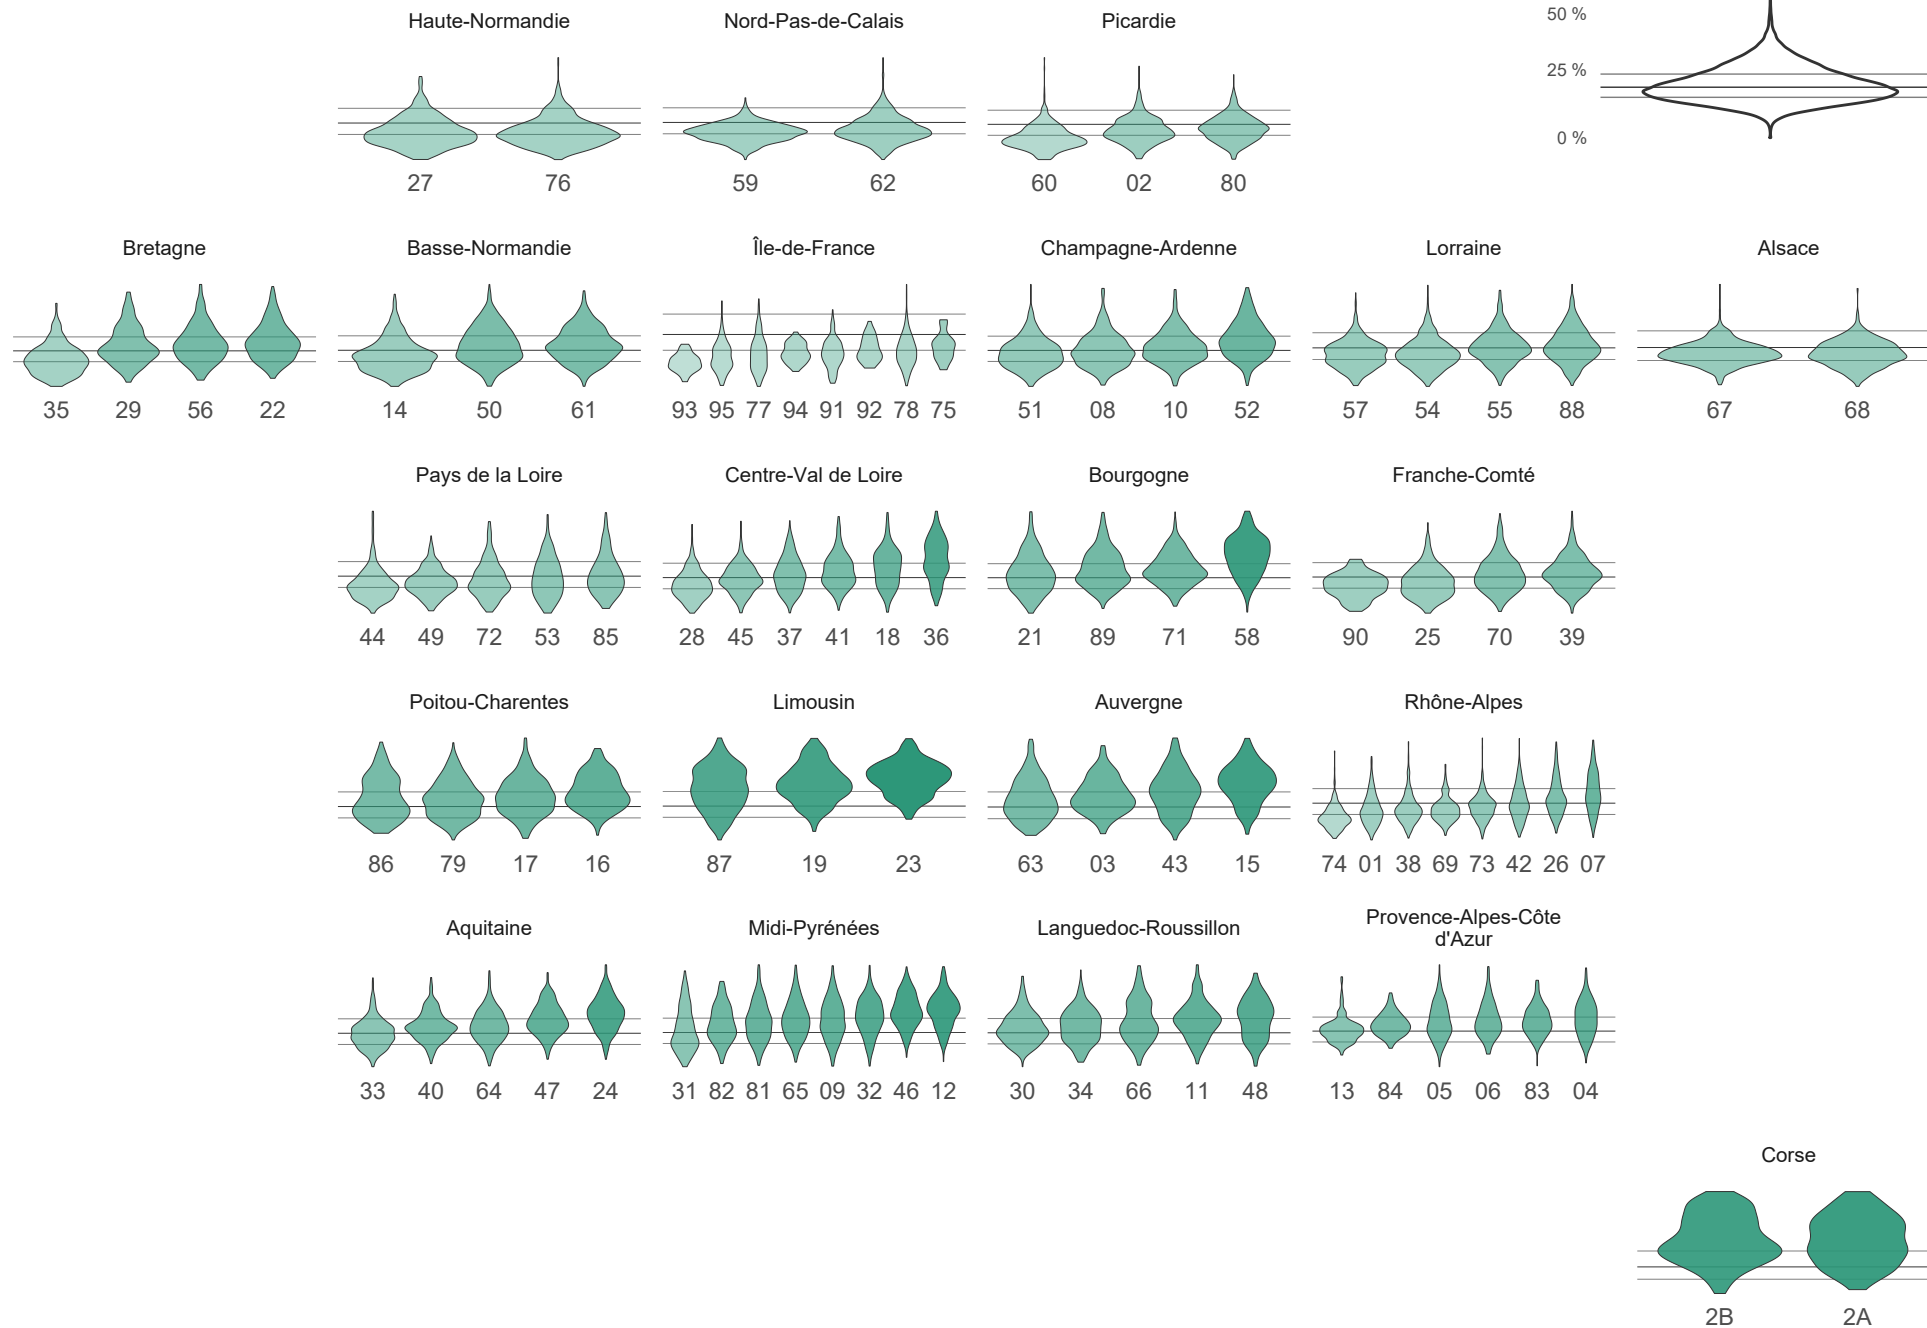 Haute-Normandie
Nord-Pas-de-Calais
Picardie
50 %
25 %
0 %
27 76
59 62
60 02 80
Bretagne
Basse-Normandie
Île-de-France
Champagne-Ardenne
Lorraine
Alsace
35 29 56 22
14 50 61
93 95 77 94 91 92 78 75
51 08 10 52
57 54 55 88
67 68
Pays de la Loire
Centre-Val de Loire
Bourgogne
Franche-Comté
44 49 72 53 85
28 45 37 41 18 36
21 89 71 58
90 25 70 39
Poitou-Charentes
Limousin
Auvergne
Rhône-Alpes
86 79 17 16
87 19 23
63 03 43 15
74 01 38 69 73 42 26 07
Aquitaine
Midi-Pyrénées
Languedoc-Roussillon
Provence-Alpes-Côte
d'Azur
33 40 64 47 24
31 82 81 65 09 32 46 12
30 34 66 11 48
13 84 05 06 83 04
Corse
2B 2A